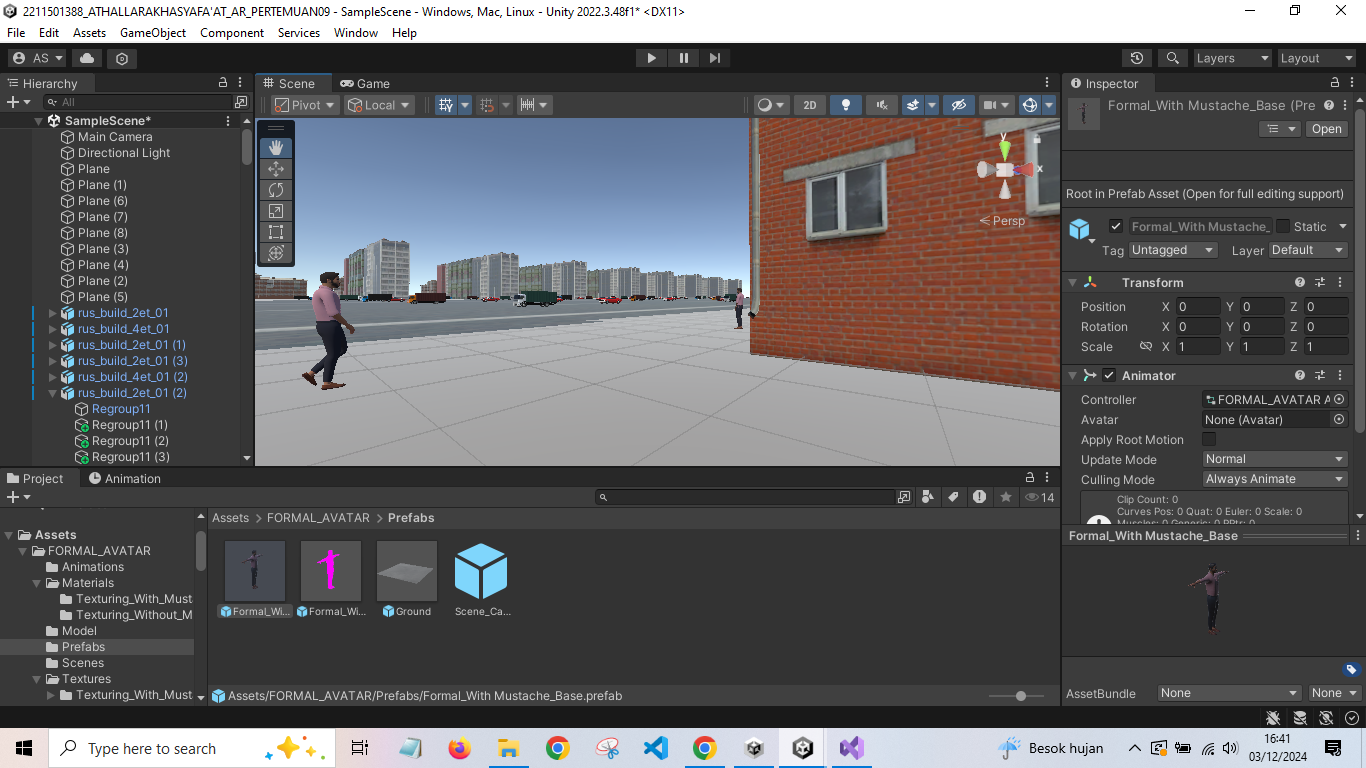 2211501388_ATHALLARAKHASYAFA'AT_AR_PERTEMUAN09 - SampleScene - Windows, Mac, Linux - Unity 2022.3.48f1* <DX11>
File Edit Assets GameObject Component Services Window Help
AS Layers Layout
Hierarchy Scene Game Inspector
All Pivot Local 2D
Formal_With Mustache_Base (Pre
Open
SampleScene*
Main Camera
Directional Light
Plane
Plane (1)
Plane (6)
Plane (7)
Plane (8)
Plane (3)
Plane (4)
Plane (2)
Plane (5)
rus_build_2et_01
rus_build_4et_01
rus_build_2et_01 (1)
rus_build_2et_01 (3)
rus_build_4et_01 (2)
rus_build_2et_01 (2)
Regroup11
Regroup11 (1)
Regroup11 (2)
Regroup11 (3)
y
x
Persp
Root in Prefab Asset (Open for full editing support)
Formal_With Mustache_ Static
Tag Untagged Layer Default
Transform
Position X 0 Y 0 Z 0
Rotation X 0 Y 0 Z 0
Scale X 1 Y 1 Z 1
Animator
Controller FORMAL_AVATAR A
Avatar None (Avatar)
Apply Root Motion
Update Mode Normal
Culling Mode Always Animate
Clip Count: 0
Curves Pos: 0 Quat: 0 Euler: 0 Scale: 0
Muscles: 0 Generic: 0 PPtr: 0
Project Animation
14
Assets
FORMAL_AVATAR
Animations
Materials
Texturing_With_Must
Texturing_Without_M
Model
Prefabs
Scenes
Textures
Texturing_With_Must
Assets > FORMAL_AVATAR > Prefabs
Formal_Wi... Formal_Wi... Ground Scene_Ca...
Assets/FORMAL_AVATAR/Prefabs/Formal_With Mustache_Base.prefab
Formal_With Mustache_Base
AssetBundle None None
Type here to search
Besok hujan
16:41
03/12/2024